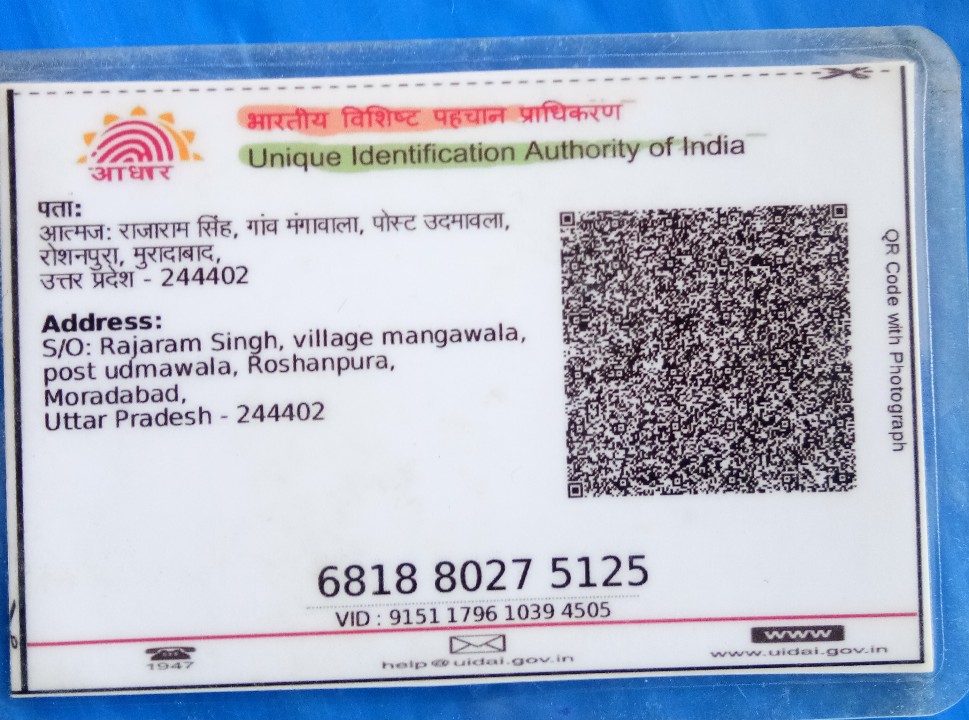 आधार
भारतीय विशिष्ट पहचान प्राधिकरण
Unique Identification Authority of India
पता:
आत्मज: राजाराम सिंह, गांव मंगावाला, पोस्ट उदमावला,
रोशनपुरा, मुरादाबाद,
उत्तर प्रदेश - 244402
Address:
S/O: Rajaram Singh, village mangawala,
post udmawala, Roshanpura,
Moradabad,
Uttar Pradesh - 244402
QR Code with Photograph
6818 8027 5125
VID : 9151 1796 1039 4505
1947
help@uidai.gov.in
www
www.uidai.gov.in